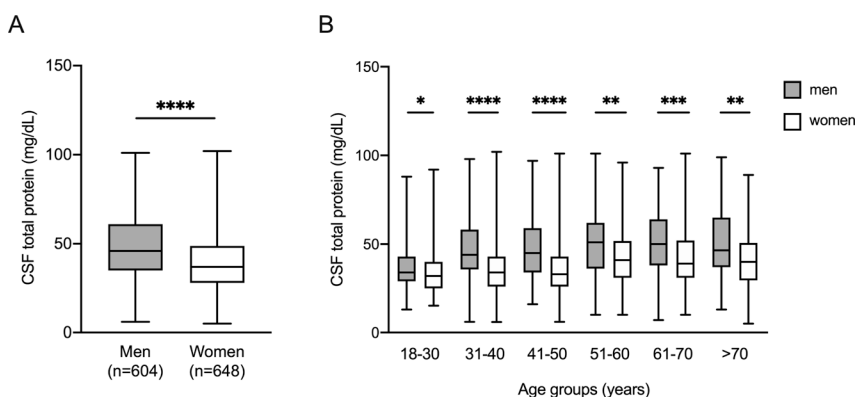 A
CSF total protein (mg/dL)
150
100
50
0
****
Men
(n=604)
Women
(n=648)
B
CSF total protein (mg/dL)
150
100
50
0
* **** **** ** *** **
18-30 31-40 41-50 51-60 61-70 >70
Age groups (years)
men
women